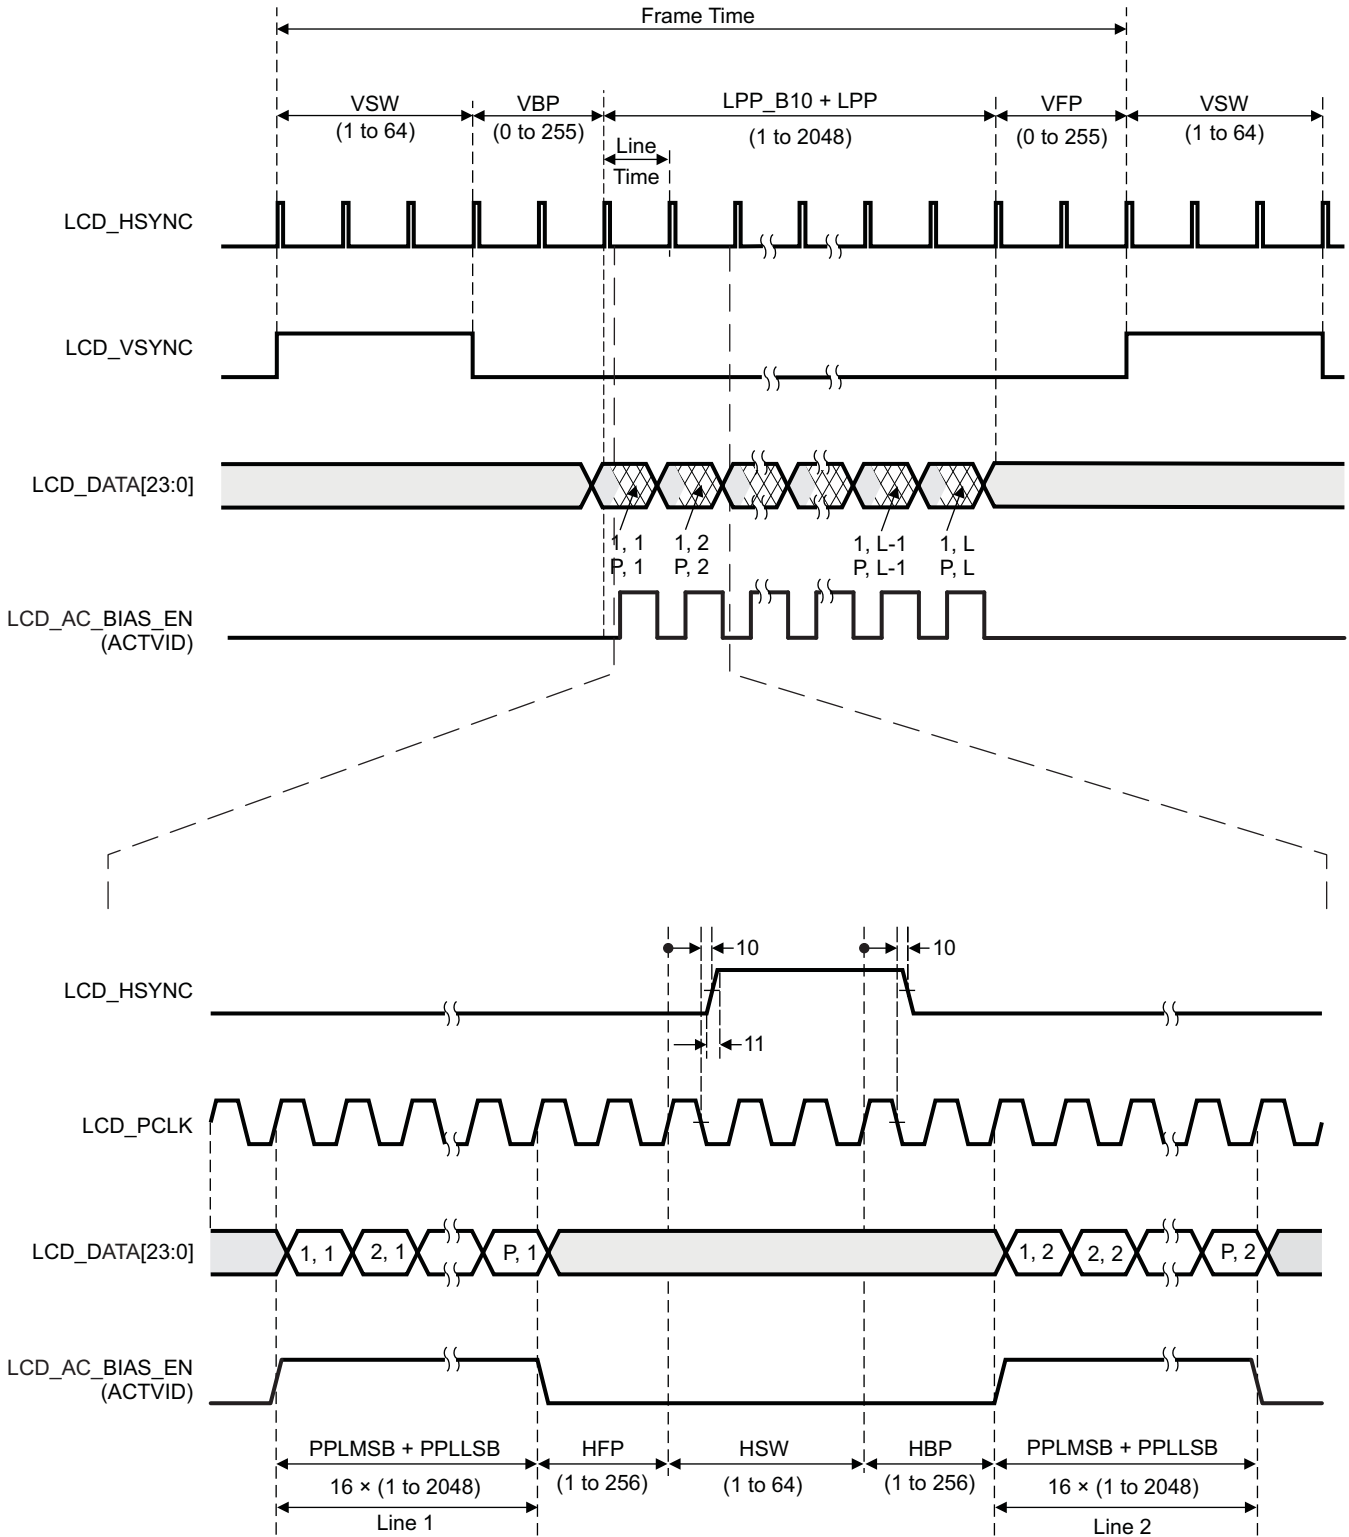 Frame Time
VSW
(1 to 64)
VBP
(0 to 255)
LPP_B10 + LPP
(1 to 2048)
VFP
(0 to 255)
VSW
(1 to 64)
Line
Time
LCD_HSYNC
LCD_VSYNC
LCD_DATA[23:0]
1, 1
P, 1
1, 2
P, 2
1, L-1
P, L-1
1, L
P, L
LCD_AC_BIAS_EN
(ACTVID)
10
10
LCD_HSYNC
11
LCD_PCLK
LCD_DATA[23:0]
1, 1
2, 1
P, 1
1, 2
2, 2
P, 2
LCD_AC_BIAS_EN
(ACTVID)
PPLMSB + PPLLSB
16 × (1 to 2048)
Line 1
HFP
(1 to 256)
HSW
(1 to 64)
HBP
(1 to 256)
PPLMSB + PPLLSB
16 × (1 to 2048)
Line 2